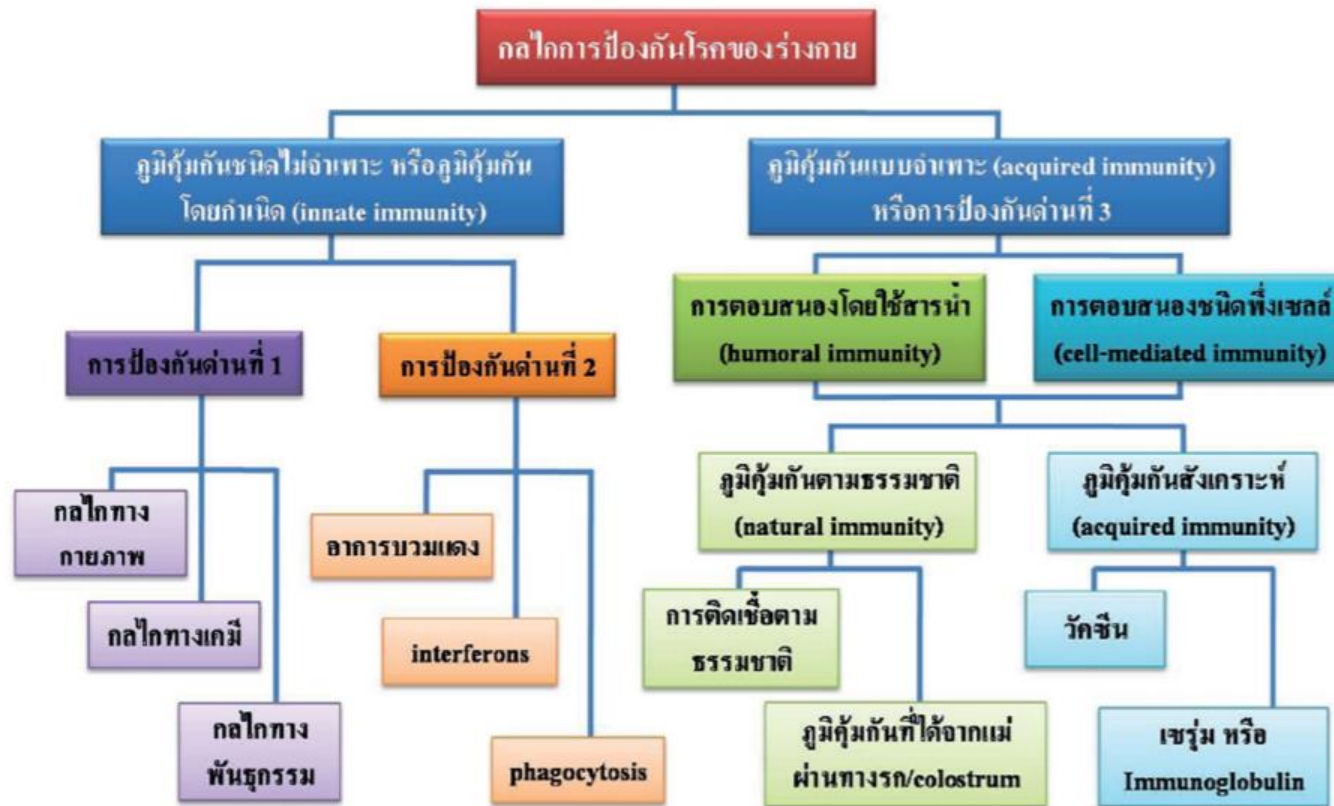 กลไกการป้องกันโรคของร่างกาย
ภูมิคุ้มกันชนิดไม่จำเพาะ หรือภูมิคุ้มกัน
โดยกำเนิด (innate immunity)
ภูมิคุ้มกันแบบจำเพาะ (acquired immunity)
หรือการป้องกันด่านที่ 3
การป้องกันด่านที่ 1
การป้องกันด่านที่ 2
การตอบสนองโดยใช้สารน้ำ
(humoral immunity)
การตอบสนองชนิดพึ่งเซลล์
(cell-mediated immunity)
กลไกทาง
กายภาพ
กลไกทางเคมี
กลไกทาง
พันธุกรรม
อาการบวมแดง
interferons
phagocytosis
ภูมิคุ้มกันตามธรรมชาติ
(natural immunity)
ภูมิคุ้มกันสังเคราะห์
(acquired immunity)
การติดเชื้อตาม
ธรรมชาติ
ภูมิคุ้มกันที่ได้จากแม่
ผ่านทางรก/colostrum
วัคซีน
เซรุ่ม หรือ
Immunoglobulin